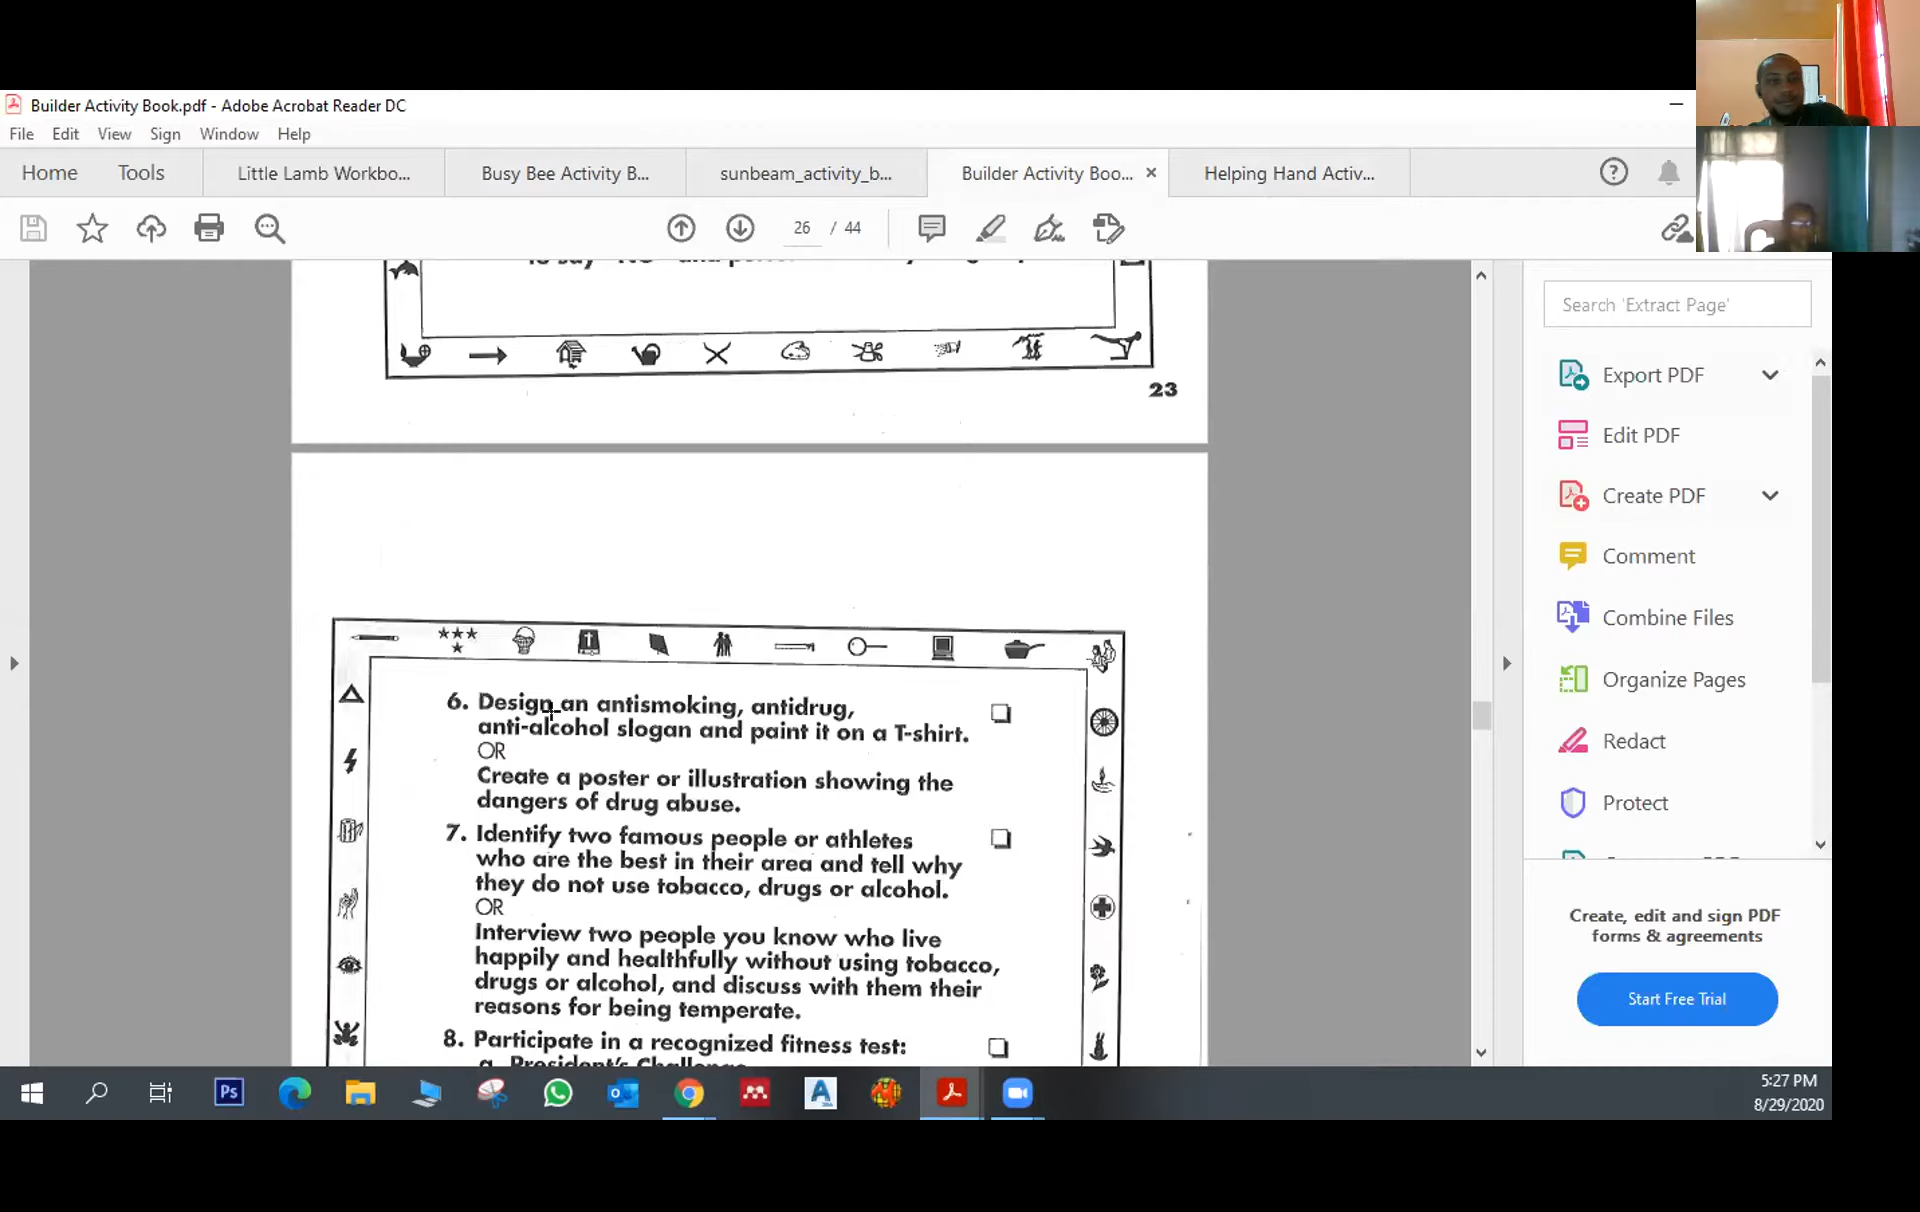 Builder Activity Book.pdf - Adobe Acrobat Reader DC
File Edit View Sign Window Help
Home Tools Little Lamb Workbo... Busy Bee Activity B... sunbeam_activity_b... Builder Activity Boo... × Helping Hand Activ...
26 / 44
23
6. Design an antismoking, antidrug,
anti-alcohol slogan and paint it on a T-shirt.
OR
Create a poster or illustration showing the
dangers of drug abuse.
7. Identify two famous people or athletes
who are the best in their area and tell why
they do not use tobacco, drugs or alcohol.
OR
Interview two people you know who live
happily and healthfully without using tobacco,
drugs or alcohol, and discuss with them their
reasons for being temperate.
8. Participate in a recognized fitness test:
a. President's Challenge
Search 'Extract Page'
Export PDF
Edit PDF
Create PDF
Comment
Combine Files
Organize Pages
Redact
Protect
Create, edit and sign PDF
forms & agreements
Start Free Trial
Ps
5:27 PM
8/29/2020